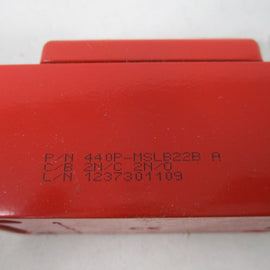 P/N 440P-MSLB22B A
C/B 2N/C 2N/O
L/N 1237301109